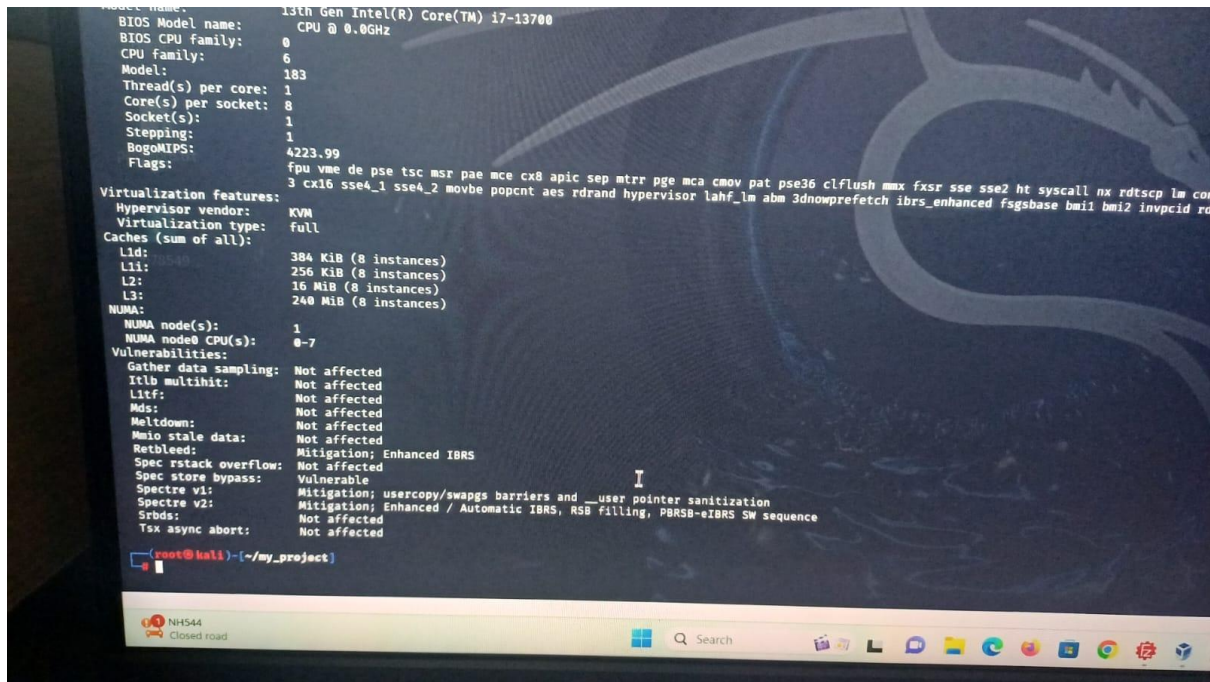 Model name: 13th Gen Intel(R) Core(TM) i7-13700
BIOS Model name: CPU @ 0.0GHz
BIOS CPU family: 0
CPU family: 6
Model: 183
Thread(s) per core: 1
Core(s) per socket: 8
Socket(s): 1
Stepping: 1
BogoMIPS: 4223.99
Flags: fpu vme de pse tsc msr pae mce cx8 apic sep mtrr pge mca cmov pat pse36 clflush mmx fxsr sse sse2 ht syscall nx rdtscp lm
3 cx16 sse4_1 sse4_2 movbe popcnt aes rdrand hypervisor lahf_lm abm 3dnowprefetch ibrs_enhanced fsgsbase bmi1 bmi2 invpcid
Virtualization features:
Hypervisor vendor: KVM
Virtualization type: full
Caches (sum of all):
L1d: 384 KiB (8 instances)
L1i: 256 KiB (8 instances)
L2: 16 MiB (8 instances)
L3: 240 MiB (8 instances)
NUMA:
NUMA node(s): 1
NUMA node0 CPU(s): 0-7
Vulnerabilities:
Gather data sampling: Not affected
Itlb multihit: Not affected
L1tf: Not affected
Mds: Not affected
Meltdown: Not affected
Mmio stale data: Not affected
Retbleed: Mitigation; Enhanced IBRS
Spec rstack overflow: Not affected
Spec store bypass: Vulnerable
Spectre v1: Mitigation; usercopy/swapgs barriers and __user pointer sanitization
Spectre v2: Mitigation; Enhanced / Automatic IBRS, RSB filling, PBRSB-eIBRS SW sequence
Srbds: Not affected
Tsx async abort: Not affected
(root㉿kali)-[~/my_project]
#
1 NH544
Closed road
Search